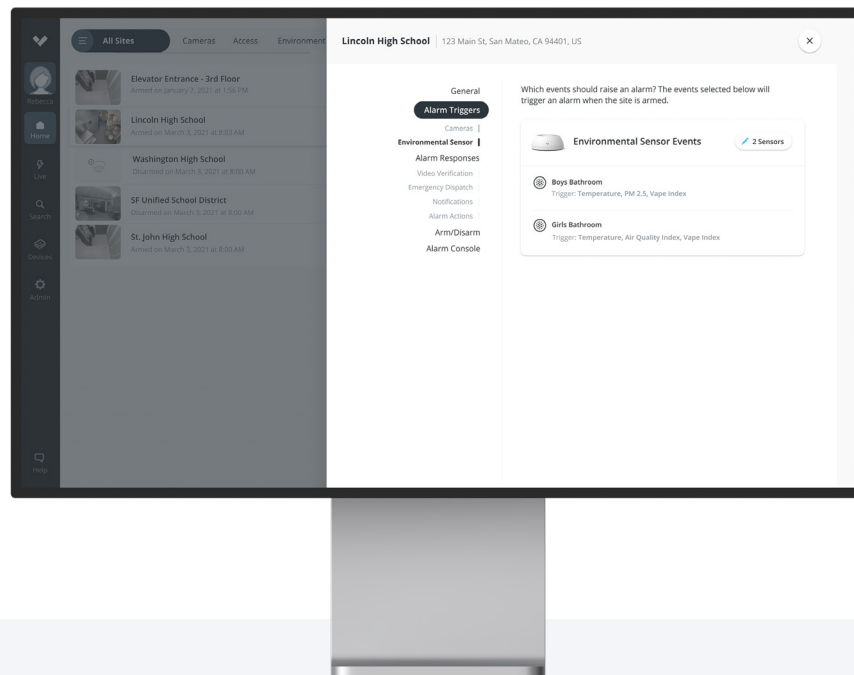 All Sites
Cameras
Access
Environment
Rebecca
Home
Live
Search
Devices
Admin
Help
Elevator Entrance - 3rd Floor
Armed on January 7, 2021 at 1:56 PM
Lincoln High School
Armed on March 3, 2021 at 8:03 AM
Washington High School
Disarmed on March 3, 2021 at 8:00 AM
SF Unified School District
Disarmed on March 3, 2021 at 8:00 AM
St. John High School
Armed on March 3, 2021 at 8:00 AM
Lincoln High School
123 Main St, San Mateo, CA 94401, US
General
Alarm Triggers
Cameras
Environmental Sensor
Alarm Responses
Video Verification
Emergency Dispatch
Notifications
Alarm Actions
Arm/Disarm
Alarm Console
Which events should raise an alarm? The events selected below will
trigger an alarm when the site is armed.
Environmental Sensor Events
2 Sensors
Boys Bathroom
Trigger: Temperature, PM 2.5, Vape Index
Girls Bathroom
Trigger: Temperature, Air Quality Index, Vape Index